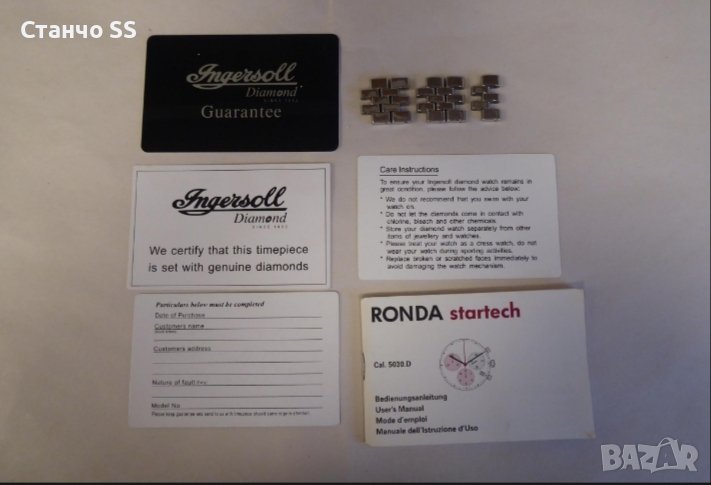 Станчо SS
Ingersoll
Diamond
SINCE 1892
Guarantee
Ingersoll
Diamond
SINCE 1892
We certify that this timepiece
is set with genuine diamonds
Care Instructions
To ensure your Ingersoll diamond watch remains in
great condition, please follow the advice below:
* We do not recommend that you swim with your
watch on.
* Do not let the diamonds come in contact with
chlorine, bleach and other chemicals.
* Store your diamond watch separately from other
items of jewellery and watches.
* Please treat your watch as a dress watch, do not
wear your watch during sporting activities.
* Replace broken or scratched faces immediately to
avoid damaging the watch mechanism.
Particulars below must be completed
Date of Purchase
Customers name
Customers address
Nature of fault
Model No
RONDA startech
Cal. 5030.D
Bedienungsanleitung
User's Manual
Mode d'emploi
Manuale dell'Istruzione d'Uso
BAZAR